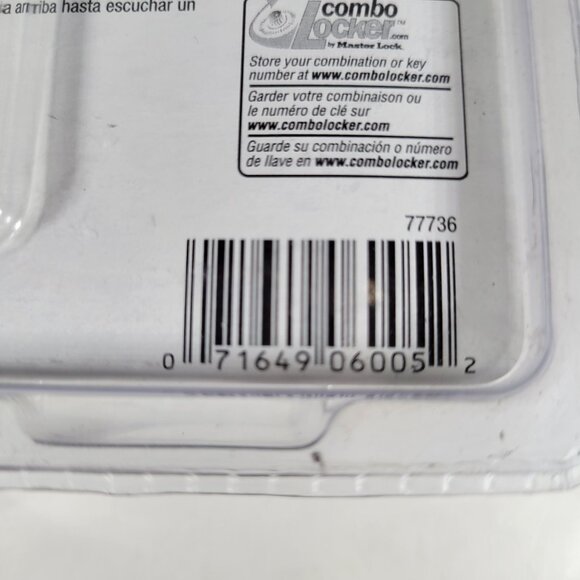 ia arriba hasta escuchar un
combo
Locker™.com
by Master Lock®
Store your combination or key
number at www.combolocker.com
Garder votre combinaison ou
le numéro de clé sur
www.combolocker.com
Guarde su combinación o número
de llave en www.combolocker.com
77736
0 71649 06005 2